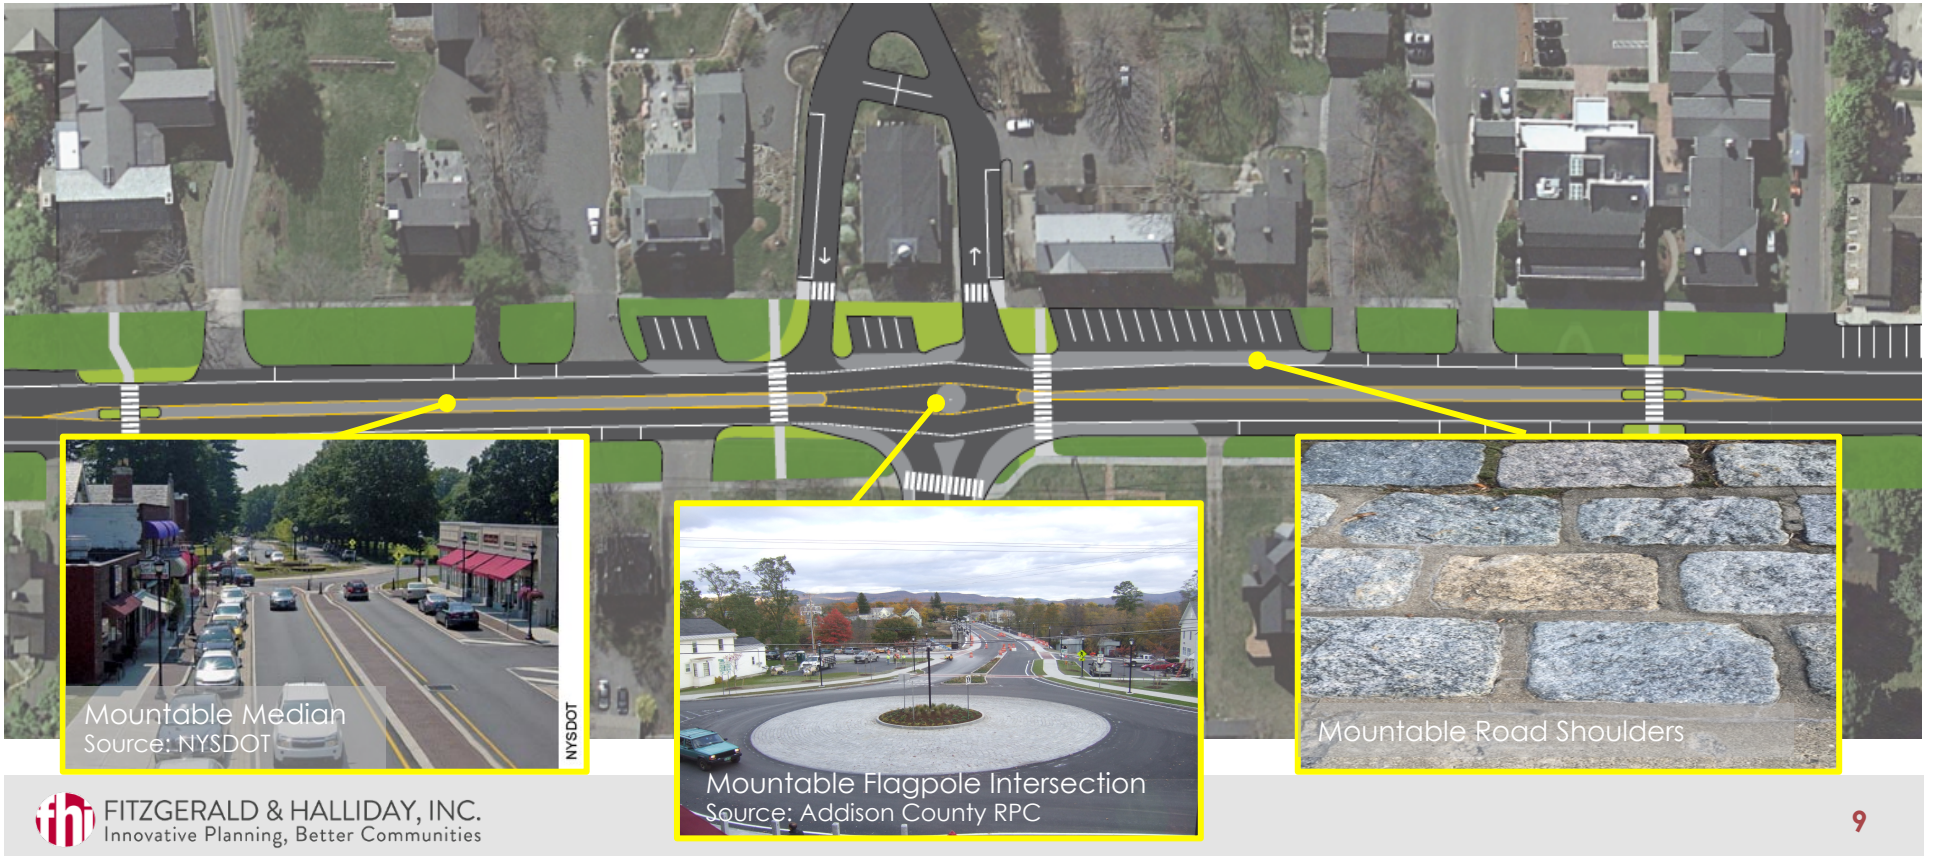 Mountable Median
Source: NYSDOT
NYSDOT
Mountable Flagpole Intersection
Source: Addison County RPC
Mountable Road Shoulders
fhi
FITZGERALD & HALLIDAY, INC.
Innovative Planning, Better Communities
9